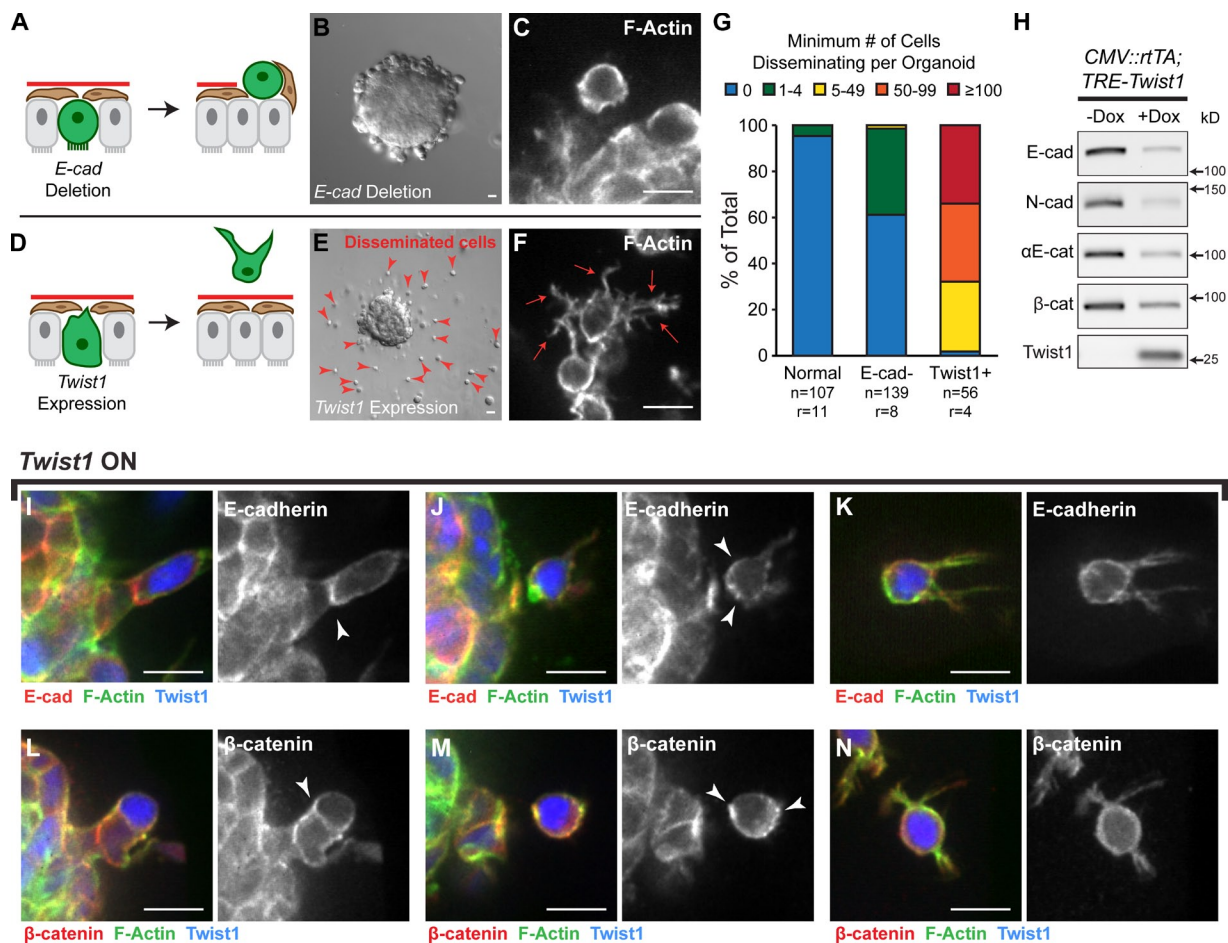 A
E-cad
Deletion
B
E-cad Deletion
C
F-Actin
D
Twist1
Expression
E
Disseminated cells
Twist1 Expression
F
F-Actin
G
Minimum # of Cells
Disseminating per Organoid
0 1-4 5-49 50-99 ≥100
% of Total
100
80
60
40
20
0
Normal E-cad- Twist1+
n=107 n=139 n=56
r=11 r=8 r=4
H
CMV::rtTA;
TRE-Twist1
-Dox +Dox kD
E-cad
100
150
N-cad
αE-cat 100
β-cat 100
Twist1 25
Twist1 ON
I
E-cadherin
E-cad F-Actin Twist1
J
E-cadherin
E-cad F-Actin Twist1
K
E-cadherin
E-cad F-Actin Twist1
L
β-catenin
β-catenin F-Actin Twist1
M
β-catenin
β-catenin F-Actin Twist1
N
β-catenin
β-catenin F-Actin Twist1